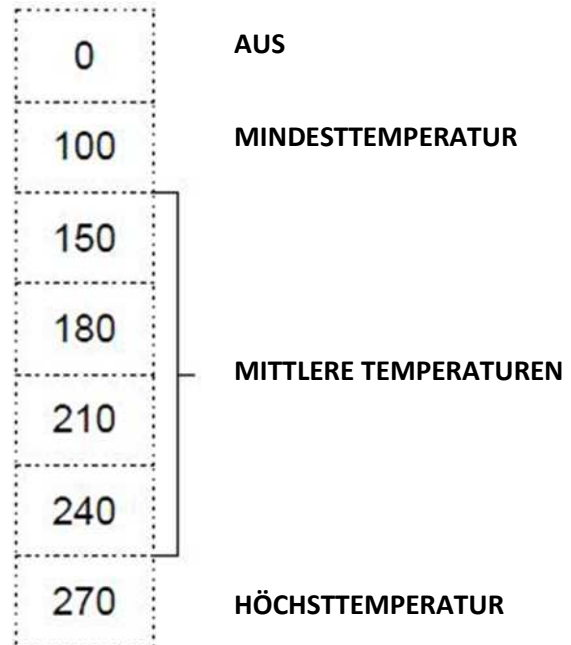 0 AUS
100 MINDESTTEMPERATUR
150
180
MITTLERE TEMPERATUREN
210
240
270 HÖCHSTTEMPERATUR